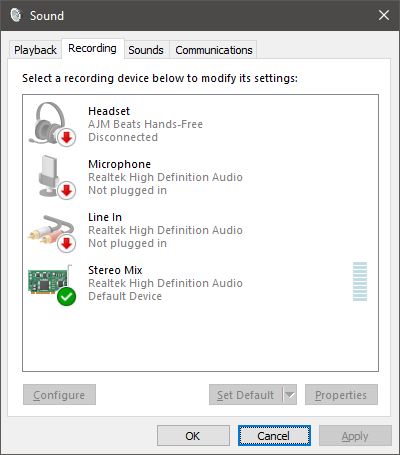 Sound
Playback Recording Sounds Communications
Select a recording device below to modify its settings:
Headset
AJM Beats Hands-Free
Disconnected
Microphone
Realtek High Definition Audio
Not plugged in
Line In
Realtek High Definition Audio
Not plugged in
Stereo Mix
Realtek High Definition Audio
Default Device
Configure Set Default Properties
OK Cancel Apply